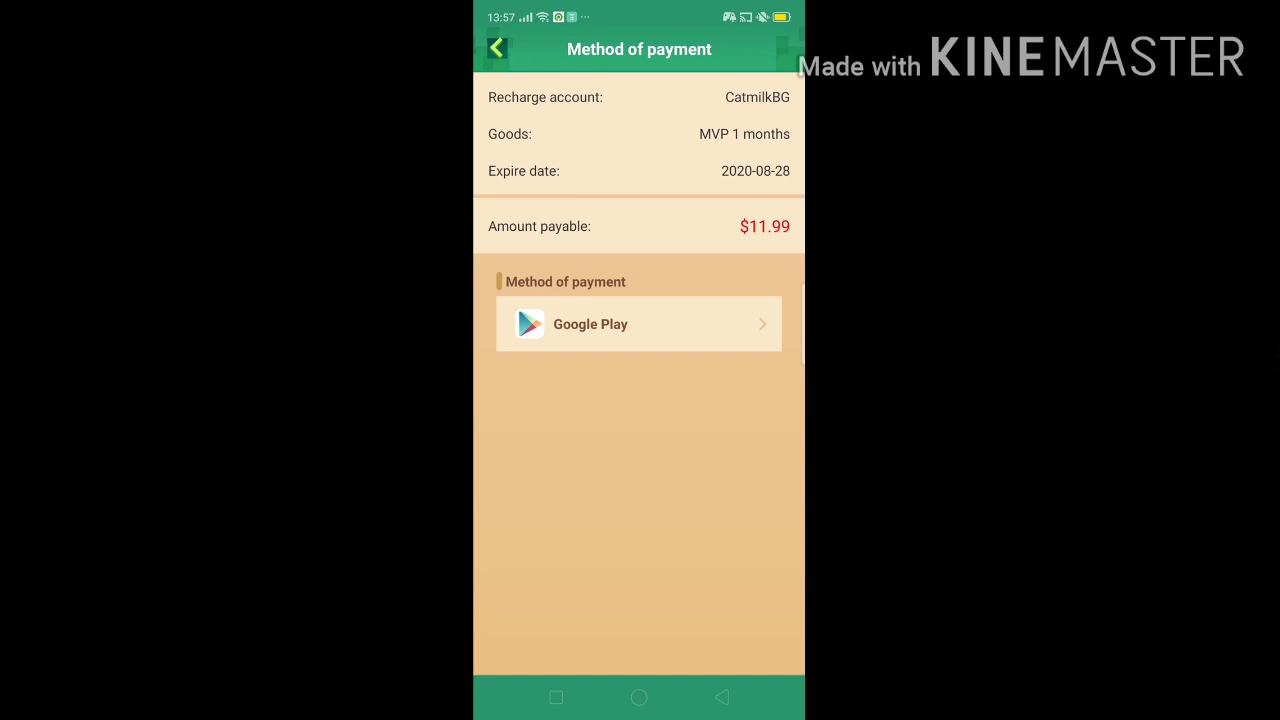 13:57
Method of payment
Made with KINEMASTER
Recharge account: CatmilkBG
Goods: MVP 1 months
Expire date: 2020-08-28
Amount payable: $11.99
Method of payment
Google Play